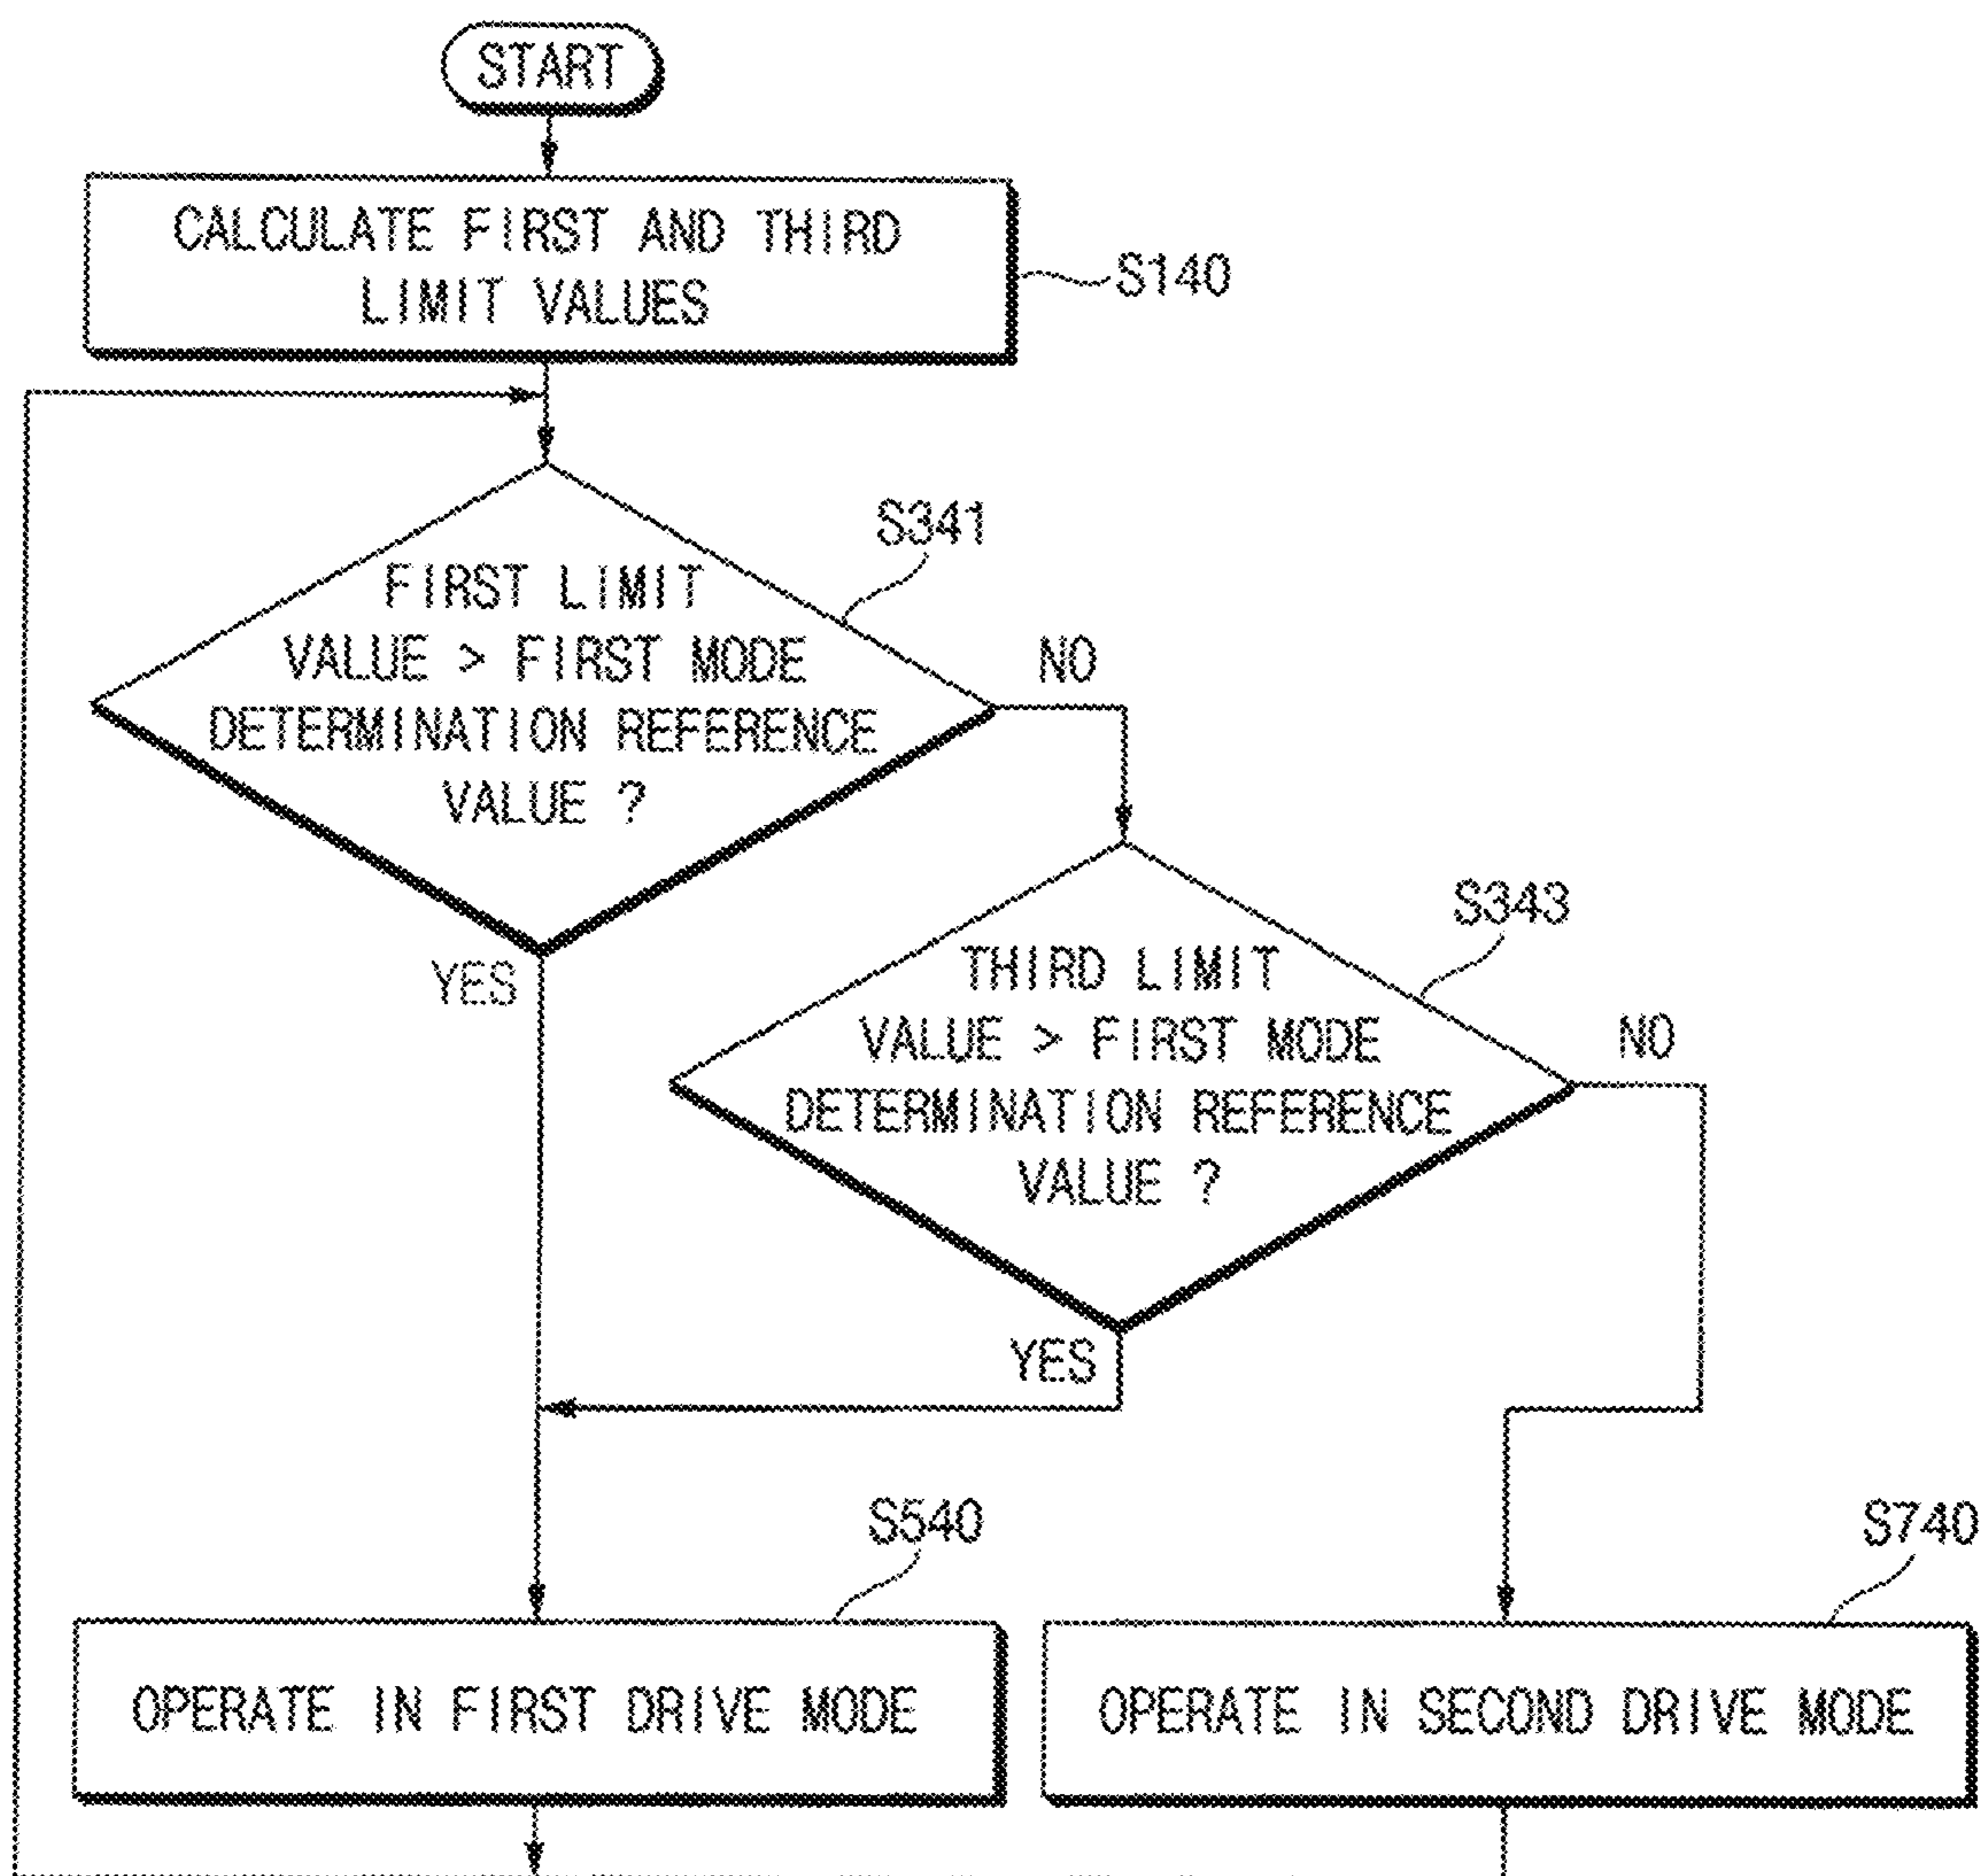 START
CALCULATE FIRST AND THIRD
LIMIT VALUES
S140
S341
FIRST LIMIT
VALUE > FIRST MODE
DETERMINATION REFERENCE
VALUE ?
NO
YES
S343
THIRD LIMIT
VALUE > FIRST MODE
DETERMINATION REFERENCE
VALUE ?
NO
YES
S540
OPERATE IN FIRST DRIVE MODE
S740
OPERATE IN SECOND DRIVE MODE